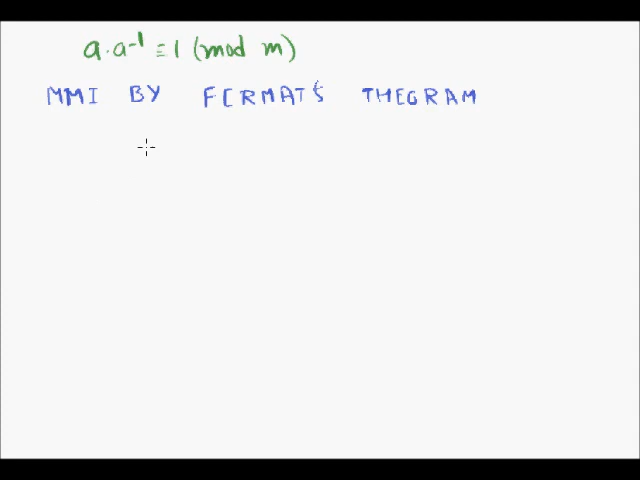 a.a⁻¹ ≡ 1 (mod m)
MMI BY FERMAT'S THEORAM